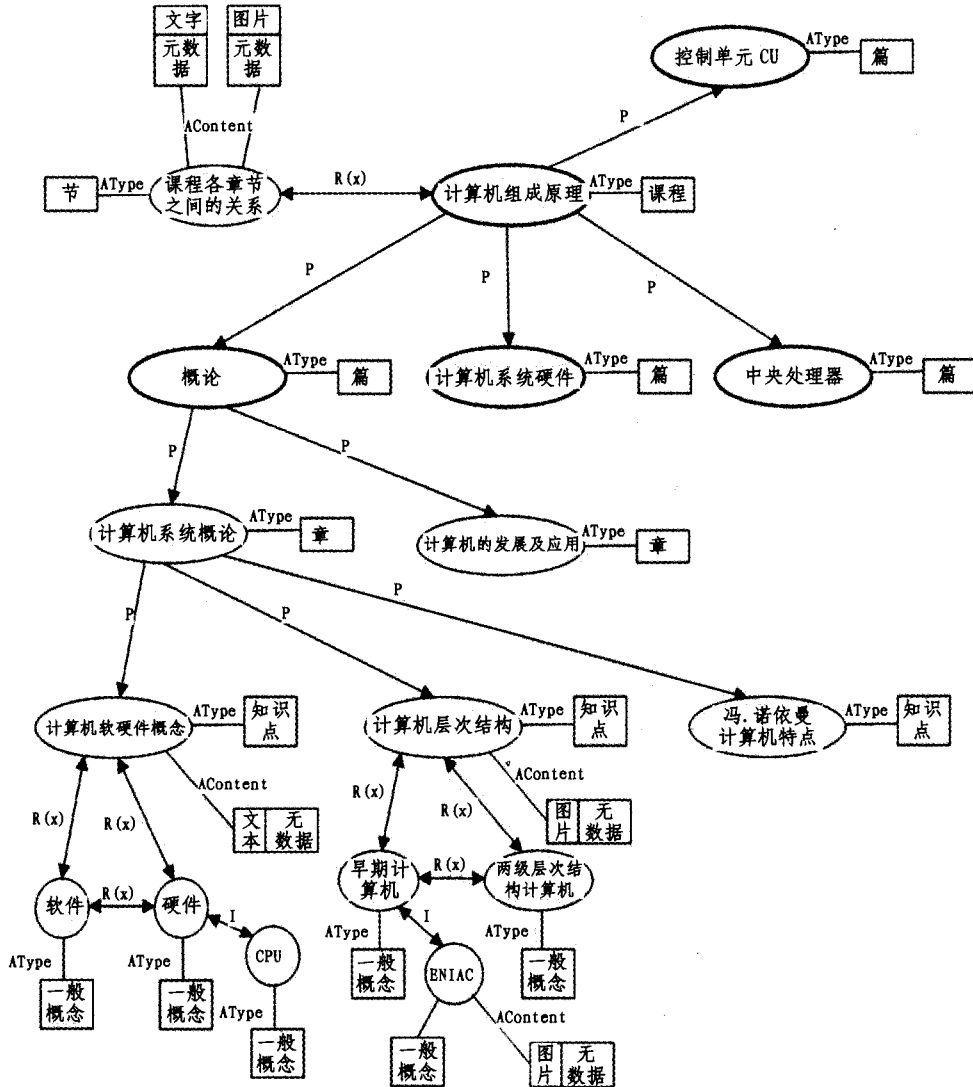 文字
图片
元数
据
元数
据
AContent
控制单元 CU
AType
篇
P
节
AType
课程各章节
之间的关系
R(x)
计算机组成原理
AType
课程
P
P
P
概论
AType
篇
计算机系统硬件
AType
篇
中央处理器
AType
篇
P
P
计算机系统概论
AType
章
计算机的发展及应用
AType
章
P
P
P
计算机软硬件概念
AType
知识
点
计算机层次结构
AType
知识
点
冯.诺依曼
计算机特点
AType
知识
点
AContent
文
本
无
数据
AContent
图
片
无
数据
R(x)
R(x)
R(x)
R(x)
软件
R(x)
硬件
I
CPU
早期计
算机
R(x)
两级层次结
构计算机
I
ENIAC
AType
一般
概念
AType
一般
概念
AType
一般
概念
AType
一般
概念
AType
一般
概念
一般
概念
AContent
图
片
无
数据